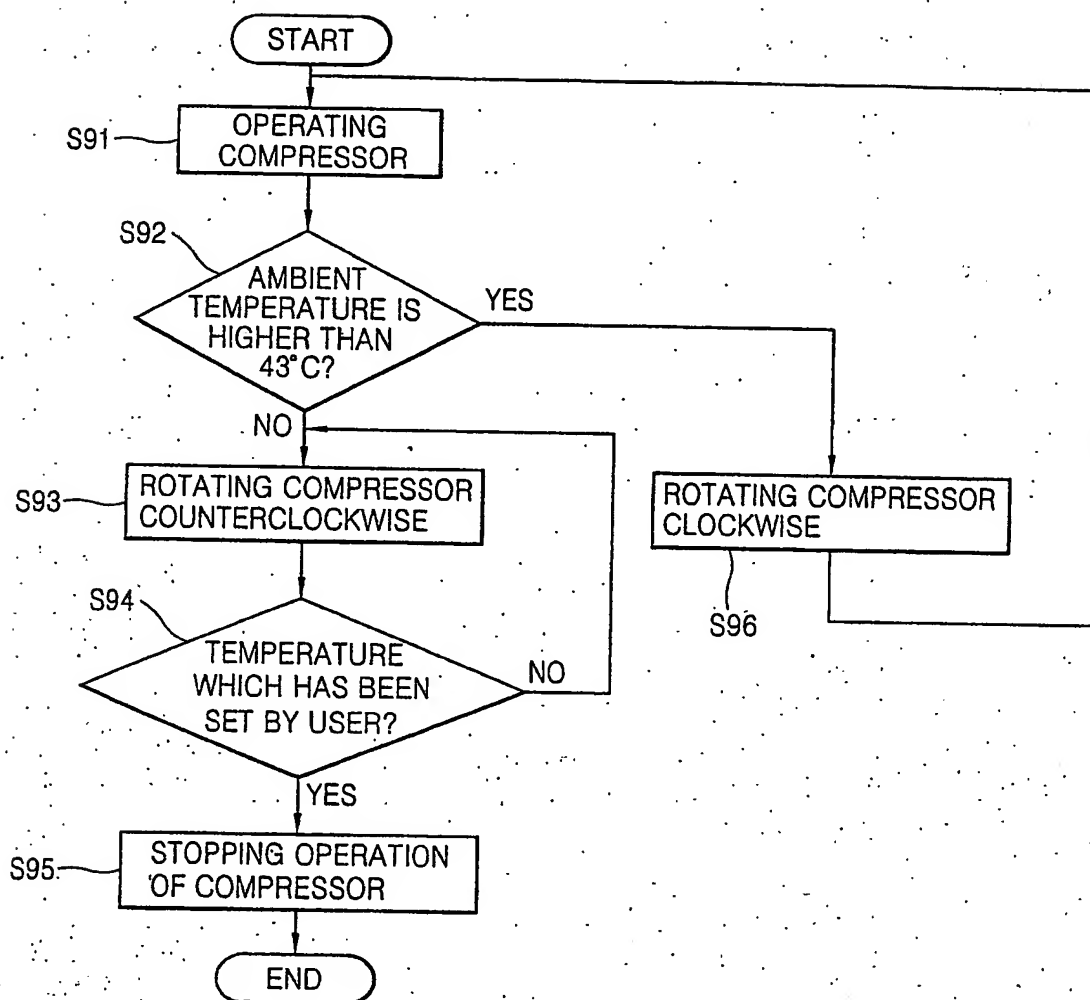 START
S91
OPERATING
COMPRESSOR
S92
AMBIENT
TEMPERATURE IS
HIGHER THAN
43°C?
YES
NO
S93
ROTATING COMPRESSOR
COUNTERCLOCKWISE
ROTATING COMPRESSOR
CLOCKWISE
S96
S94
TEMPERATURE
WHICH HAS BEEN
SET BY USER?
NO
YES
S95
STOPPING OPERATION
OF COMPRESSOR
END